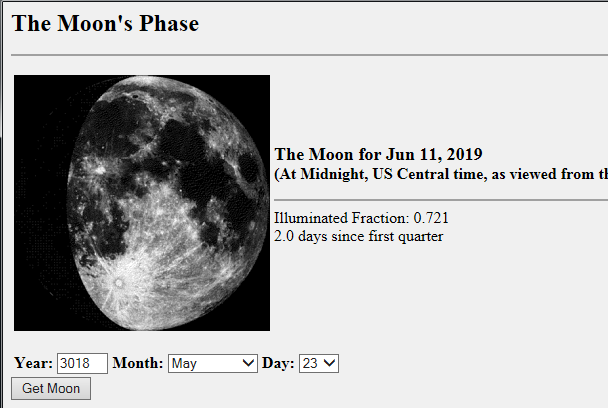 The Moon's Phase
The Moon for Jun 11, 2019
(At Midnight, US Central time, as viewed from
Illuminated Fraction: 0.721
2.0 days since first quarter
Year: 3018 Month: May Day: 23
Get Moon